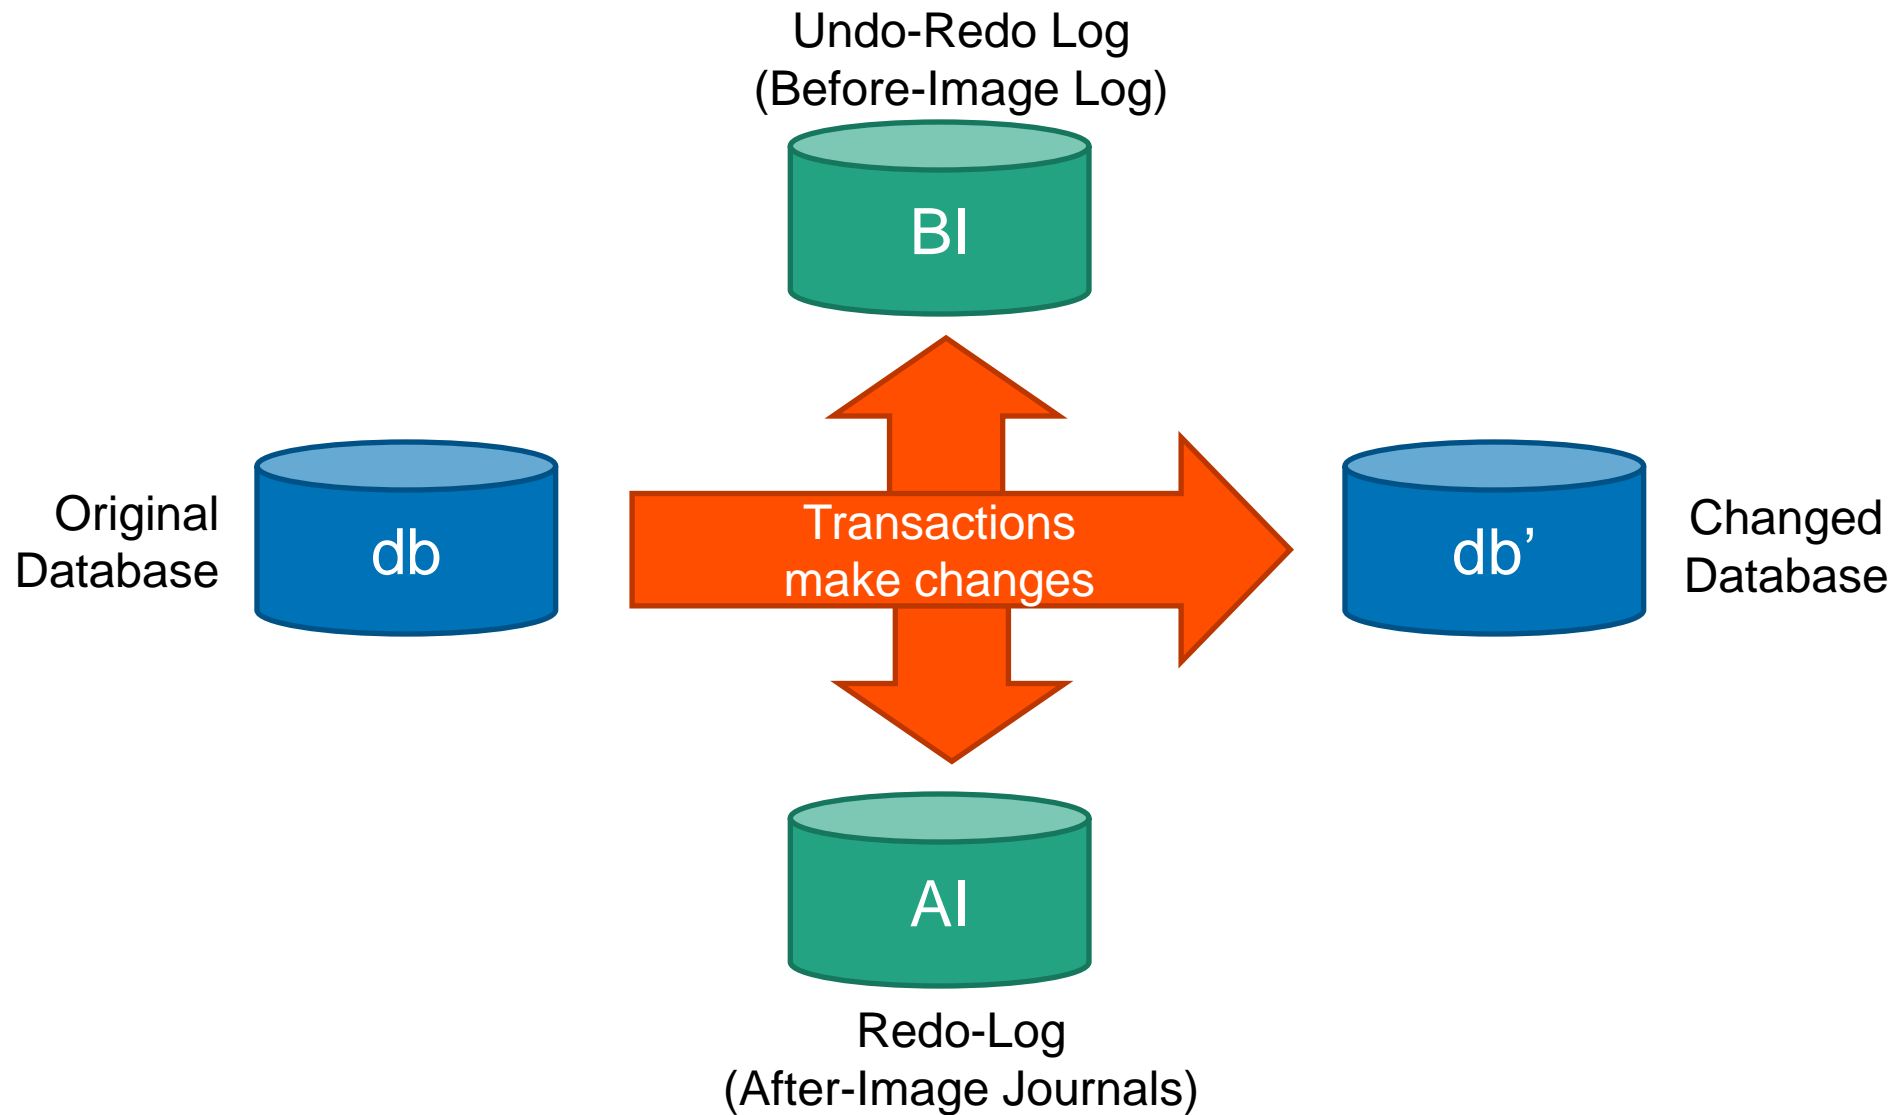 Undo-Redo Log
(Before-Image Log)
BI
Original
Database
db
Transactions
make changes
db’
Changed
Database
AI
Redo-Log
(After-Image Journals)